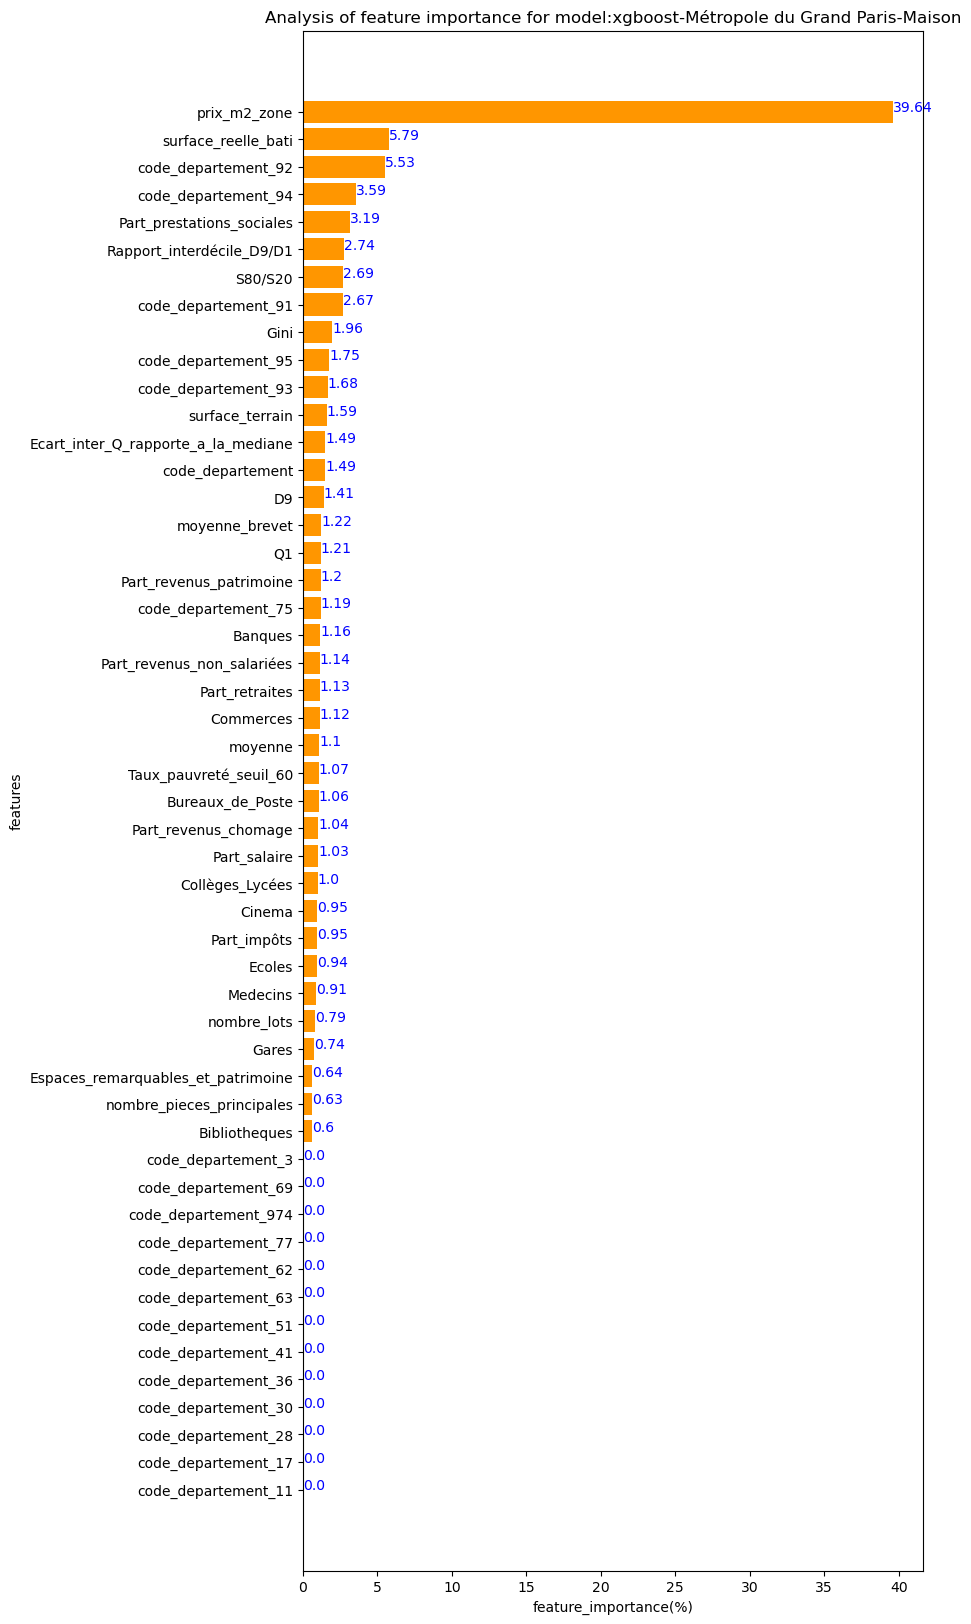 Analysis of feature importance for model:xgboost-Métropole du Grand Paris-Maison
prix_m2_zone 39.64
surface_reelle_bati 5.79
code_departement_92 5.53
code_departement_94 3.59
Part_prestations_sociales 3.19
Rapport_interdécile_D9/D1 2.74
S80/S20 2.69
code_departement_91 2.67
Gini 1.96
code_departement_95 1.75
code_departement_93 1.68
surface_terrain 1.59
Ecart_inter_Q_rapporte_a_la_mediane 1.49
code_departement 1.49
D9 1.41
moyenne_brevet 1.22
Q1 1.21
Part_revenus_patrimoine 1.2
code_departement_75 1.19
Banques 1.16
Part_revenus_non_salariées 1.14
Part_retraites 1.13
Commerces 1.12
moyenne 1.1
Taux_pauvreté_seuil_60 1.07
Bureaux_de_Poste 1.06
Part_revenus_chomage 1.04
Part_salaire 1.03
Collèges_Lycées 1.0
Cinema 0.95
Part_impôts 0.95
Ecoles 0.94
Medecins 0.91
nombre_lots 0.79
Gares 0.74
Espaces_remarquables_et_patrimoine 0.64
nombre_pieces_principales 0.63
Bibliotheques 0.6
code_departement_3 0.0
code_departement_69 0.0
code_departement_974 0.0
code_departement_77 0.0
code_departement_62 0.0
code_departement_63 0.0
code_departement_51 0.0
code_departement_41 0.0
code_departement_36 0.0
code_departement_30 0.0
code_departement_28 0.0
code_departement_17 0.0
code_departement_11 0.0
features
0 5 10 15 20 25 30 35 40
feature_importance(%)